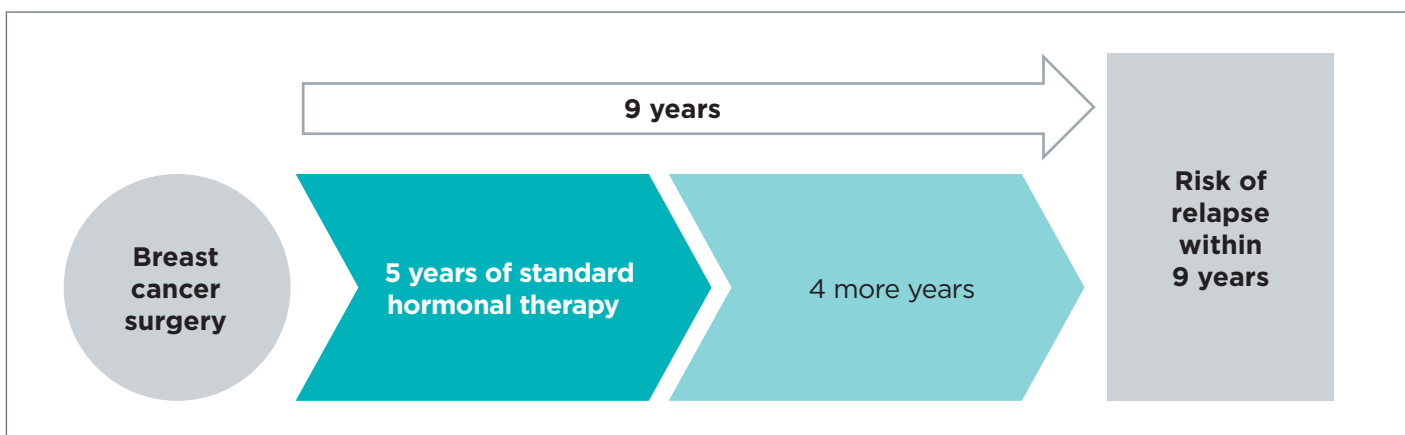 9 years
Breast
cancer
surgery
5 years of standard
hormonal therapy
4 more years
Risk of
relapse
within
9 years